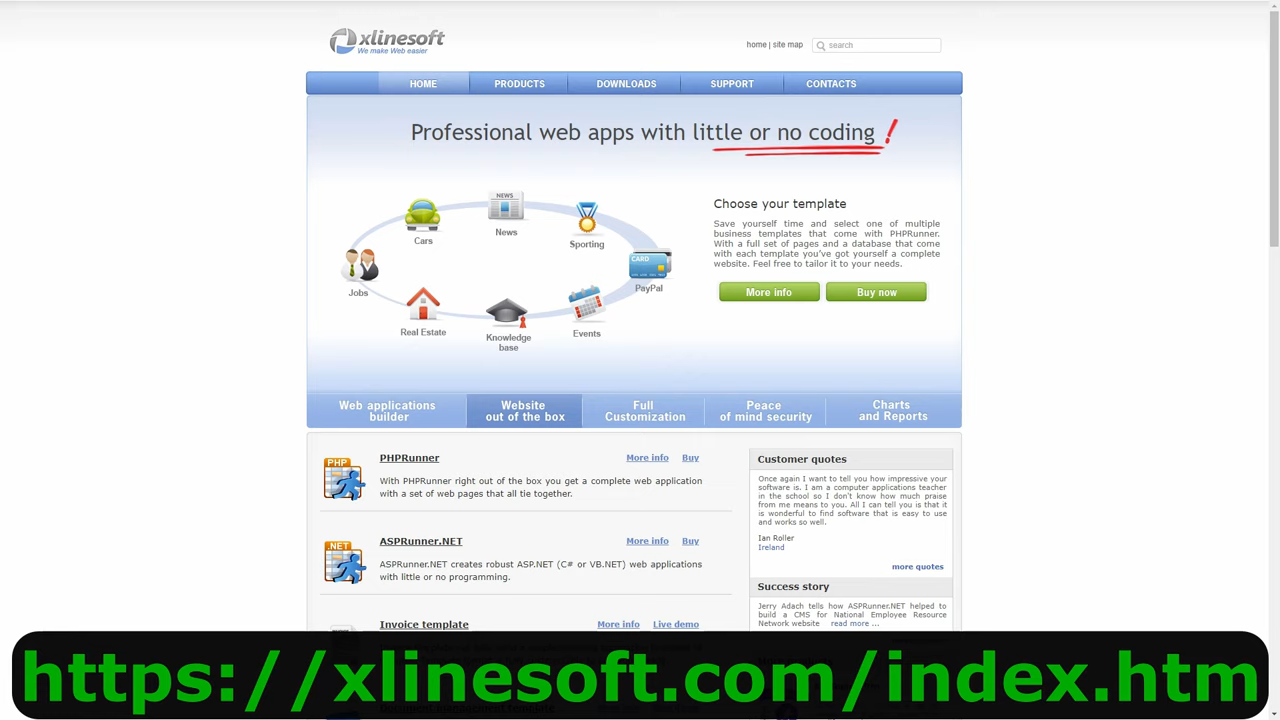 xlinesoft
We make Web easier
home | site map
search
HOME
PRODUCTS
DOWNLOADS
SUPPORT
CONTACTS
Professional web apps with little or no coding!
Cars
NEWS
News
Sporting
CARD
PayPal
Jobs
Real Estate
Knowledge
base
Events
Choose your template
Save yourself time and select one of multiple
business templates that come with PHPRunner.
With a full set of pages and a database that come
with each template you've got yourself a complete
website. Feel free to tailor it to your needs.
More info
Buy now
Web applications
builder
Website
out of the box
Full
Customization
Peace
of mind security
Charts
and Reports
PHP
PHPRunner
More info
Buy
With PHPRunner right out of the box you get a complete web application
with a set of web pages that all tie together.
.NET
ASPRunner.NET
More info
Buy
ASPRunner.NET creates robust ASP.NET (C# or VB.NET) web applications
with little or no programming.
Invoice template
More info
Live demo
Customer quotes
Once again I want to tell you how impressive your
software is. I am a computer applications teacher
in the school so I don't know how much praise
from me means to you. All I can tell you is that it
is wonderful to find software that is easy to use
and works so well.
Ian Roller
Ireland
more quotes
Success story
Jerry Adach tells how ASPRunner.NET helped to
build a CMS for National Employee Resource
Network website read more ...
https://xlinesoft.com/index.htm